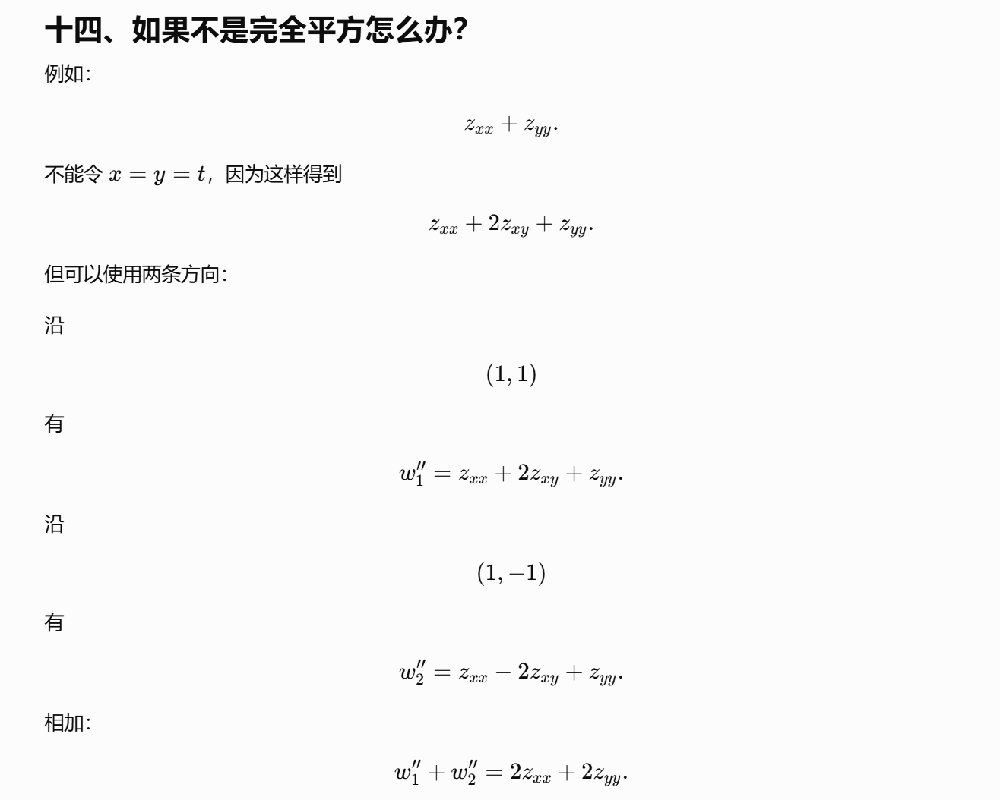 十四、如果不是完全平方怎么办？
例如：
$z_{xx} + z_{yy}.$
不能令 $x = y = t$，因为这样得到
$z_{xx} + 2z_{xy} + z_{yy}.$
但可以使用两条方向：
沿
$(1, 1)$
有
$w_1'' = z_{xx} + 2z_{xy} + z_{yy}.$
沿
$(1, -1)$
有
$w_2'' = z_{xx} - 2z_{xy} + z_{yy}.$
相加：
$w_1'' + w_2'' = 2z_{xx} + 2z_{yy}.$